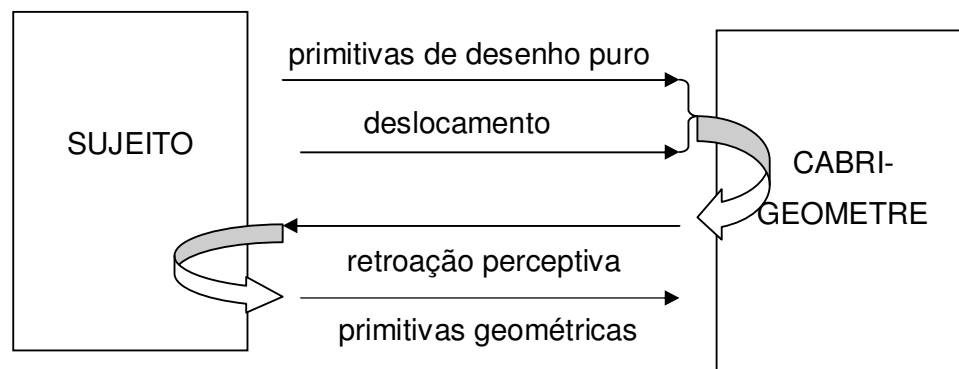 primitivas de desenho puro
deslocamento
SUJEITO
CABRI-
GEOMETRE
retroação perceptiva
primitivas geométricas